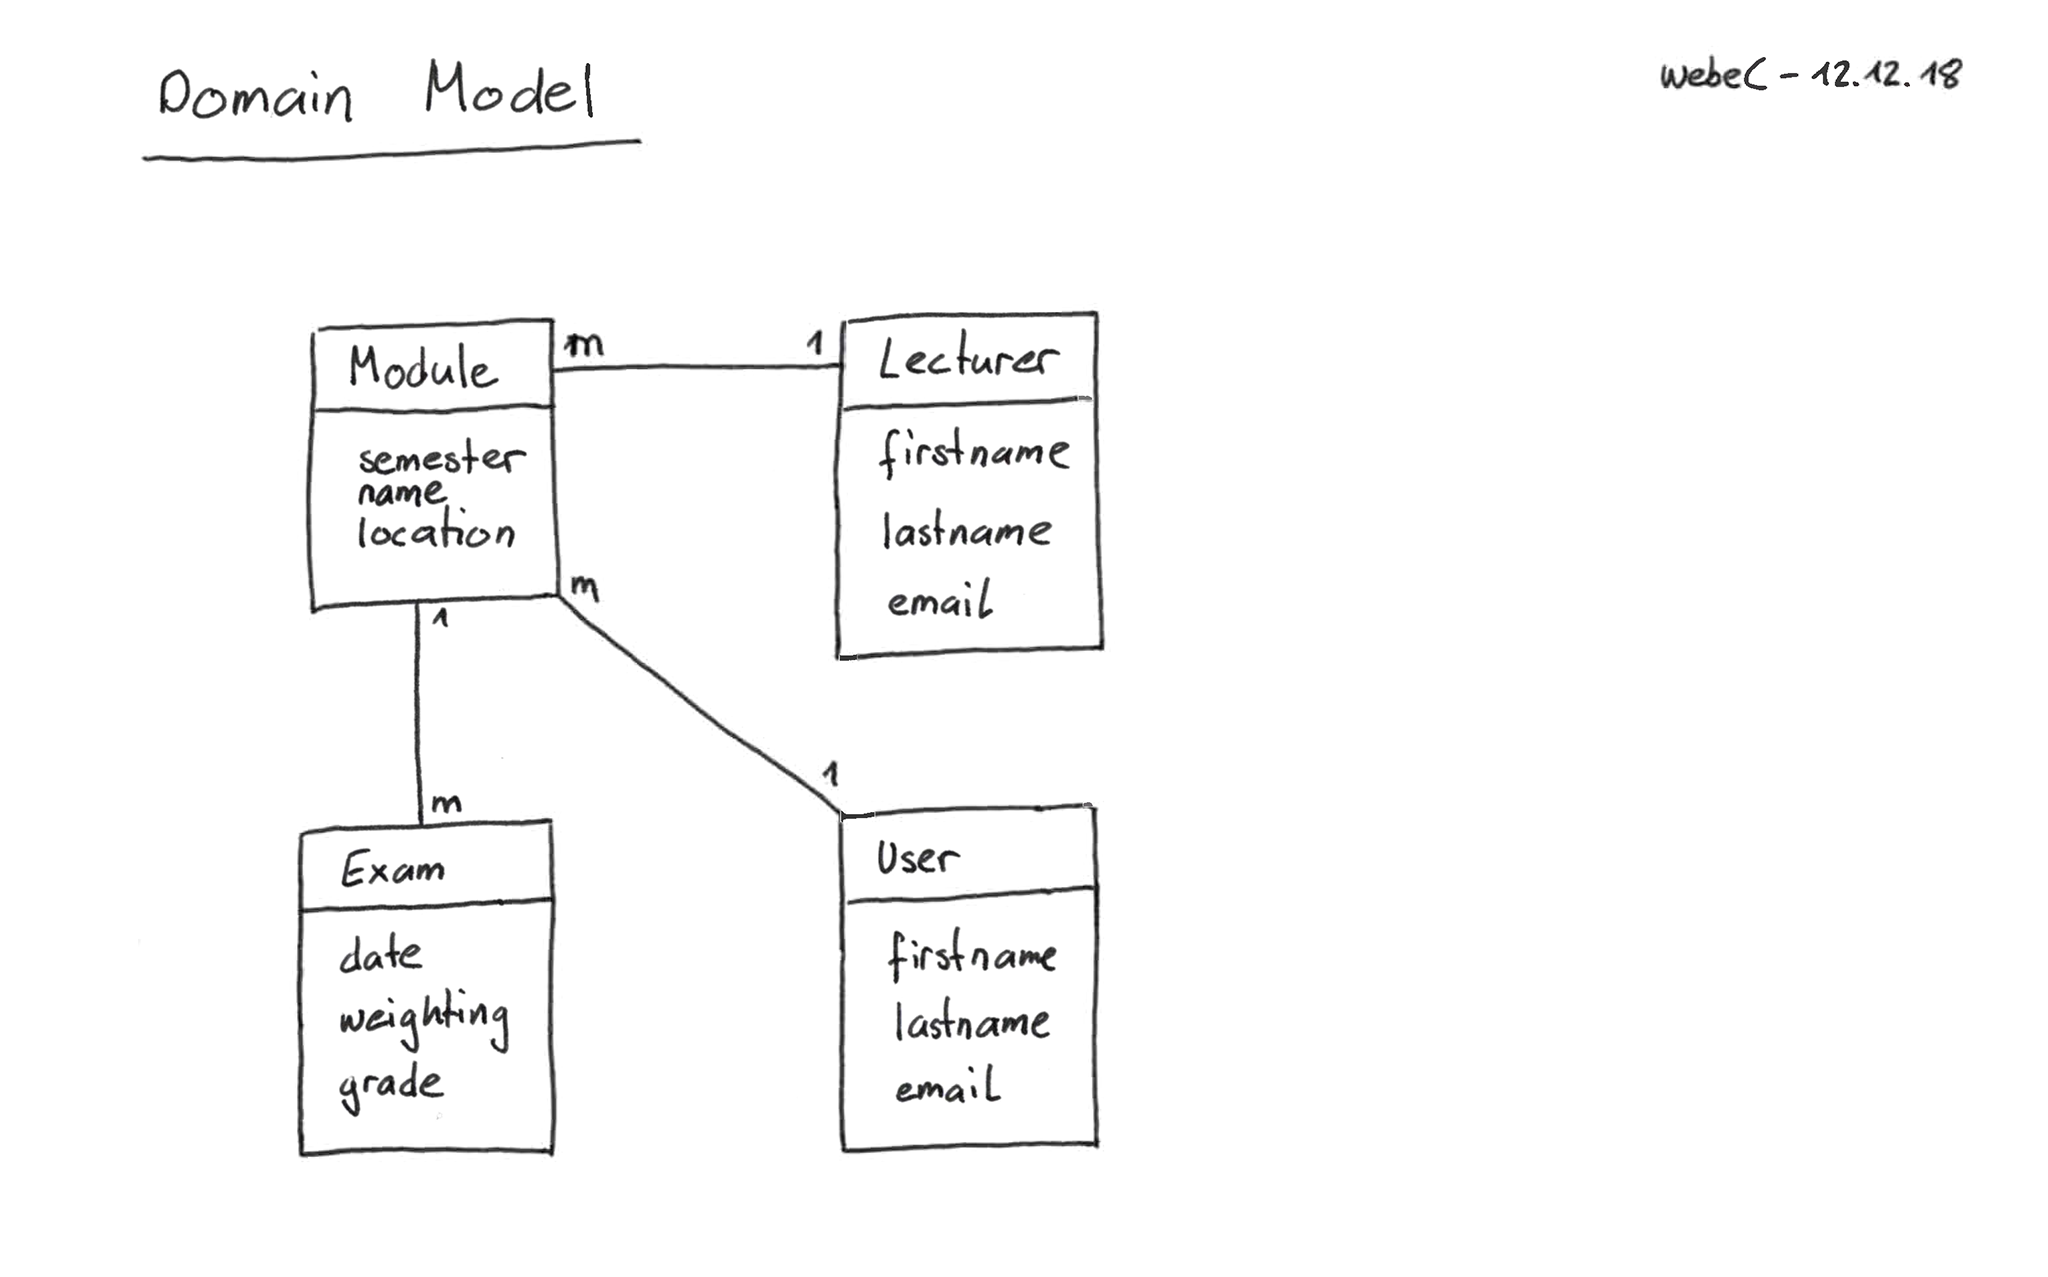 Domain Model
webeC - 12.12.18
Module
semester
name
location
m
1
Lecturer
firstname
lastname
email
m
1
1
m
Exam
date
weighting
grade
User
firstname
lastname
email